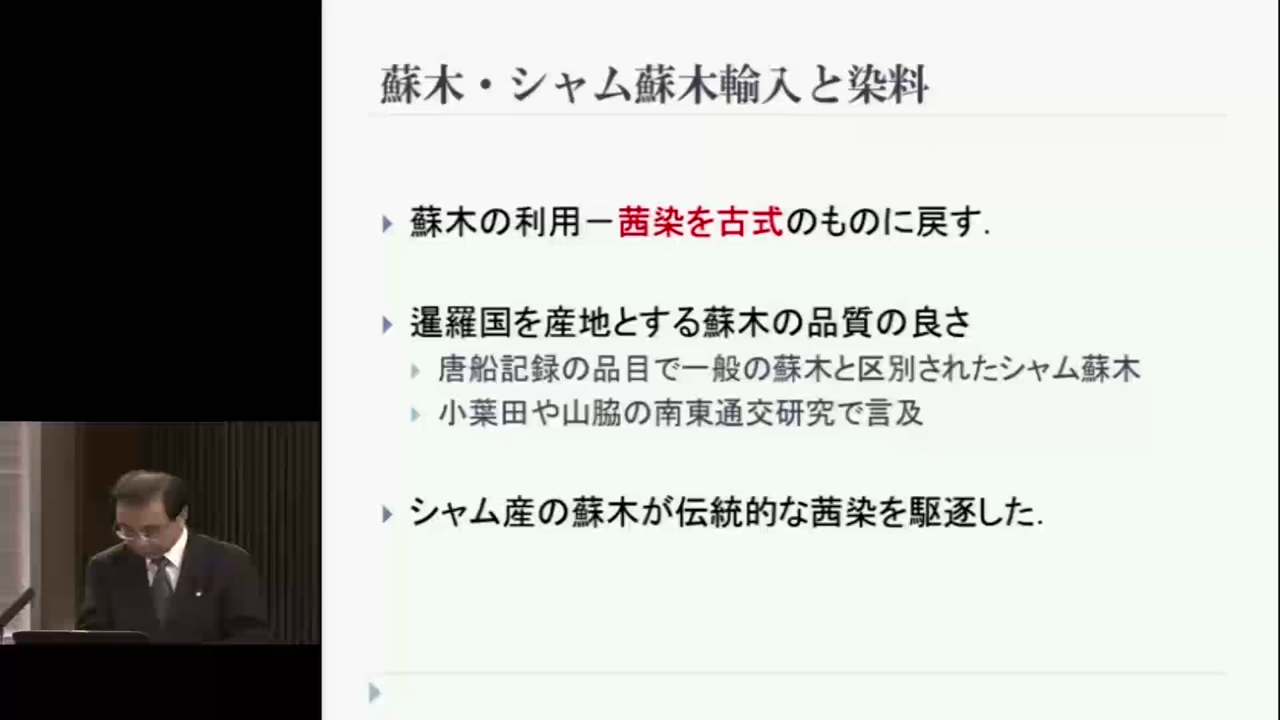 蘇木・シャム蘇木輸入と染料
蘇木の利用－茜染を古式のものに戻す.
暹羅国を産地とする蘇木の品質の良さ
唐船記録の品目で一般の蘇木と区別されたシャム蘇木
小葉田や山脇の南東通交研究で言及
シャム産の蘇木が伝統的な茜染を駆逐した.